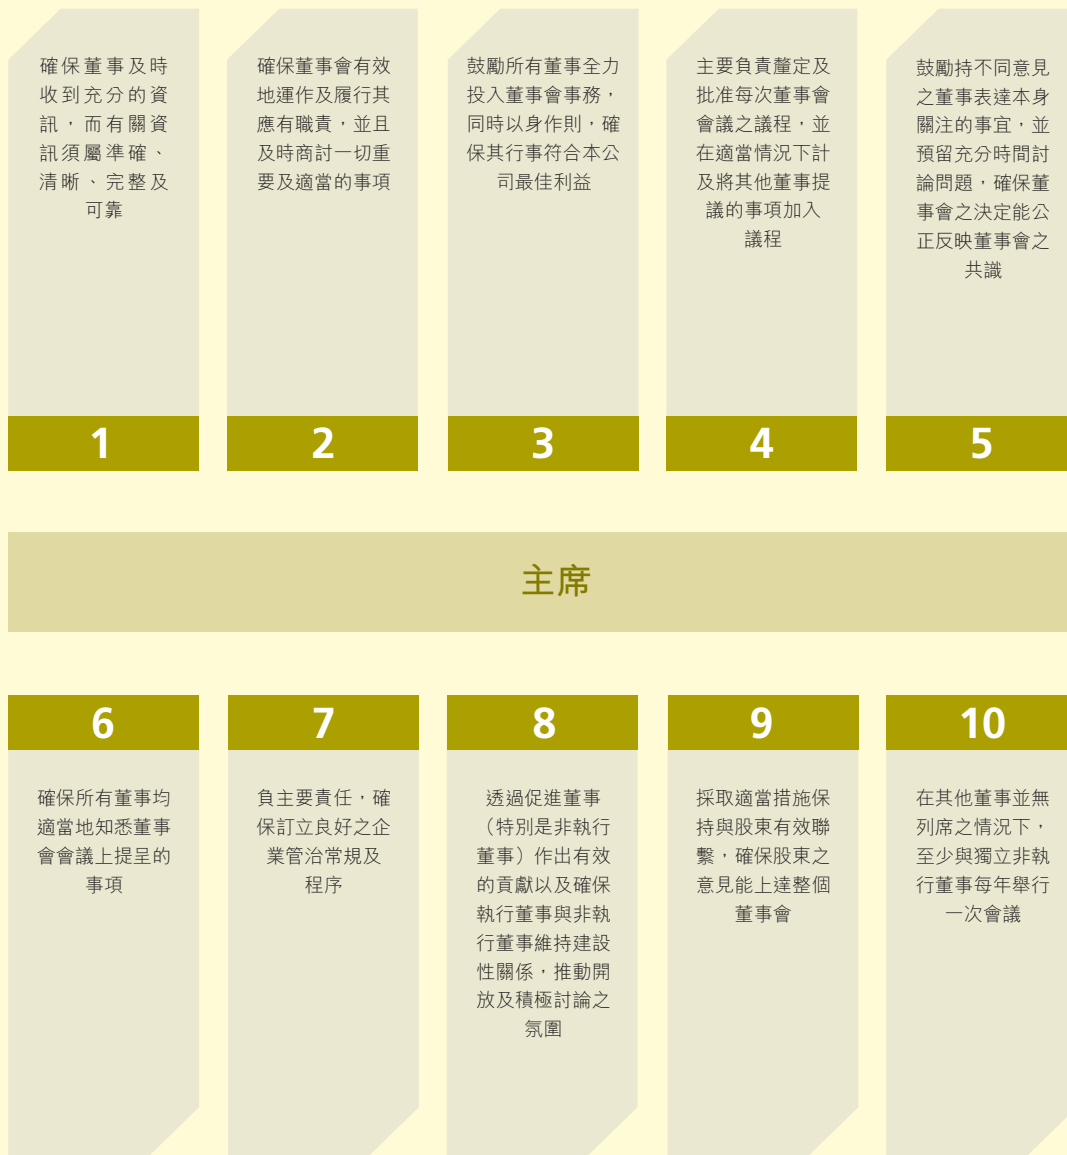 確保董事及時
收到充分的資
訊，而有關資
訊須屬準確、
清晰、完整及
可靠
1
確保董事會有效
地運作及履行其
應有職責，並且
及時商討一切重
要及適當的事項
2
鼓勵所有董事全力
投入董事會事務，
同時以身作則，確
保其行事符合本公
司最佳利益
3
主要負責釐定及
批准每次董事會
會議之議程，並
在適當情況下計
及將其他董事提
議的事項加入
議程
4
鼓勵持不同意見
之董事表達本身
關注的事宜，並
預留充分時間討
論問題，確保董
事會之決定能公
正反映董事會之
共識
5
主席
6
確保所有董事均
適當地知悉董事
會會議上提呈的
事項
7
負主要責任，確
保訂立良好之企
業管治常規及
程序
8
透過促進董事
（特別是非執行
董事）作出有效
的貢獻以及確保
執行董事與非執
行董事維持建設
性關係，推動開
放及積極討論之
氛圍
9
採取適當措施保
持與股東有效聯
繫，確保股東之
意見能上達整個
董事會
10
在其他董事並無
列席之情況下，
至少與獨立非執
行董事每年舉行
一次會議